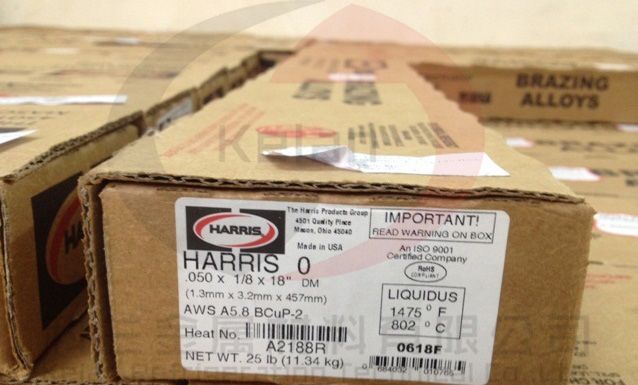 BRAZING
ALLOYS
HARRIS
The Harris Products Group
4501 Quality Place
Mason, Ohio 45040
Made in USA
IMPORTANT!
READ WARNING ON BOX
An ISO 9001
Certified Company
RoHS
COMPLIANT
HARRIS 0
.050 x 1/8 x 18" DM
(1.3mm x 3.2mm x 457mm)
AWS A5.8 BCuP-2
Heat No.
A2188R
NET WT. 25 lb (11.34 kg)
LIQUIDUS
1475 ° F
802 ° C
0618F